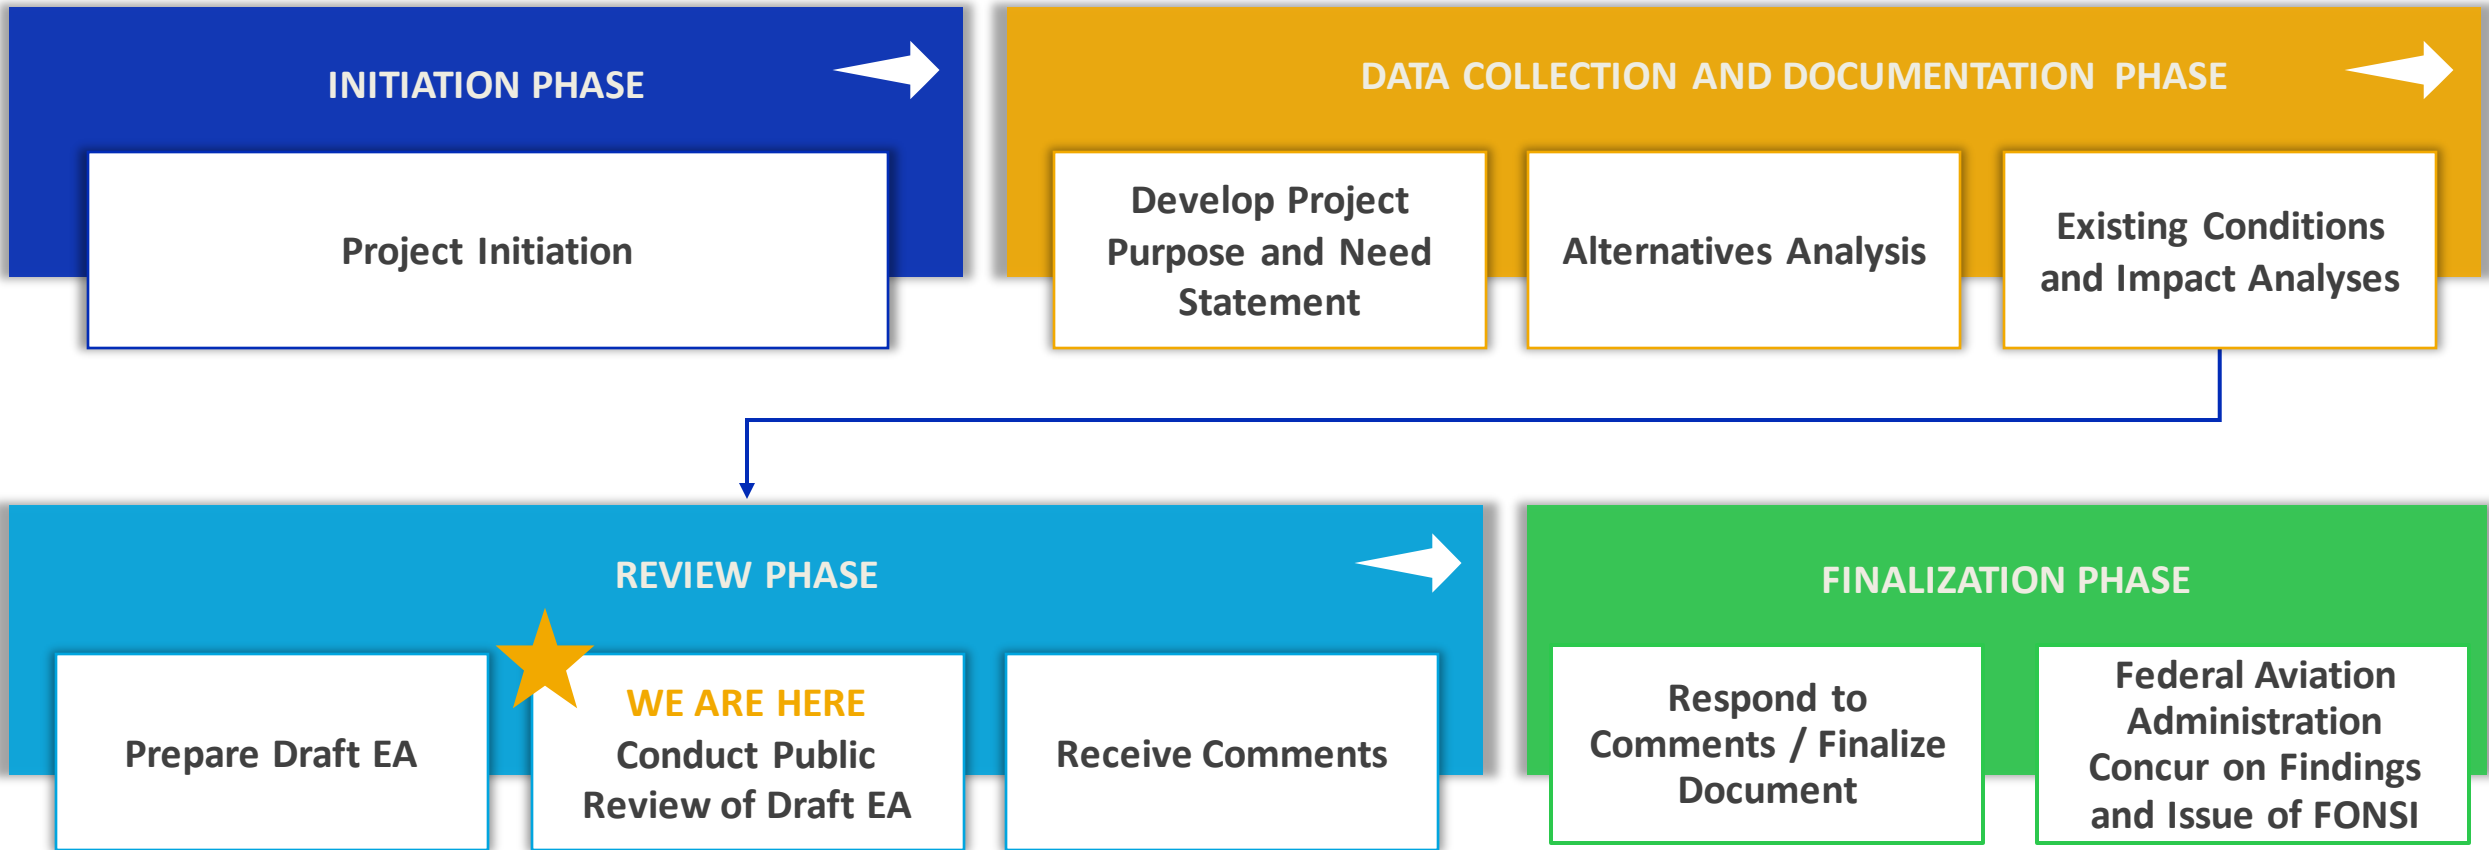 INITIATION PHASE
Project Initiation
DATA COLLECTION AND DOCUMENTATION PHASE
Develop Project
Purpose and Need
Statement
Alternatives Analysis
Existing Conditions
and Impact Analyses
REVIEW PHASE
Prepare Draft EA
WE ARE HERE
Conduct Public
Review of Draft EA
Receive Comments
FINALIZATION PHASE
Respond to
Comments / Finalize
Document
Federal Aviation
Administration
Concur on Findings
and Issue of FONSI